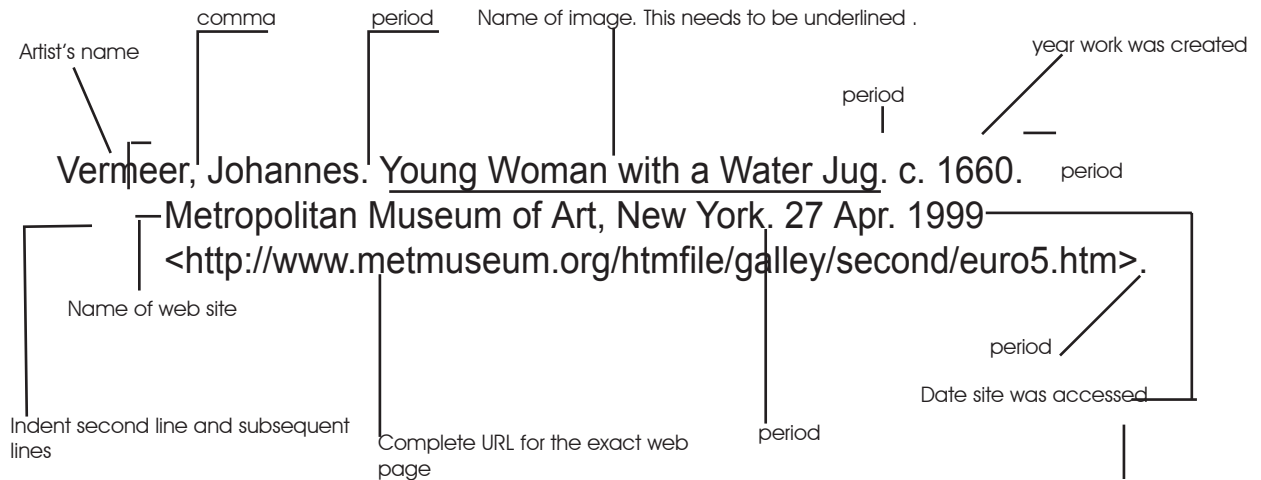 comma
period
Name of image. This needs to be underlined .
Artist's name
year work was created
period
Vermeer, Johannes. Young Woman with a Water Jug. c. 1660.
period
Metropolitan Museum of Art, New York. 27 Apr. 1999
<http://www.metmuseum.org/htmfile/galley/second/euro5.htm>.
Name of web site
period
Date site was accessed
Indent second line and subsequent
lines
Complete URL for the exact web
page
period